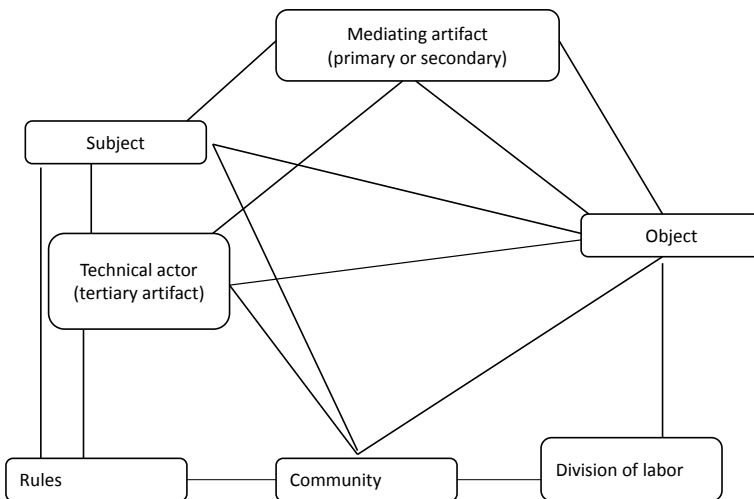 Mediating artifact
(primary or secondary)
Subject
Object
Technical actor
(tertiary artifact)
Rules
Community
Division of labor